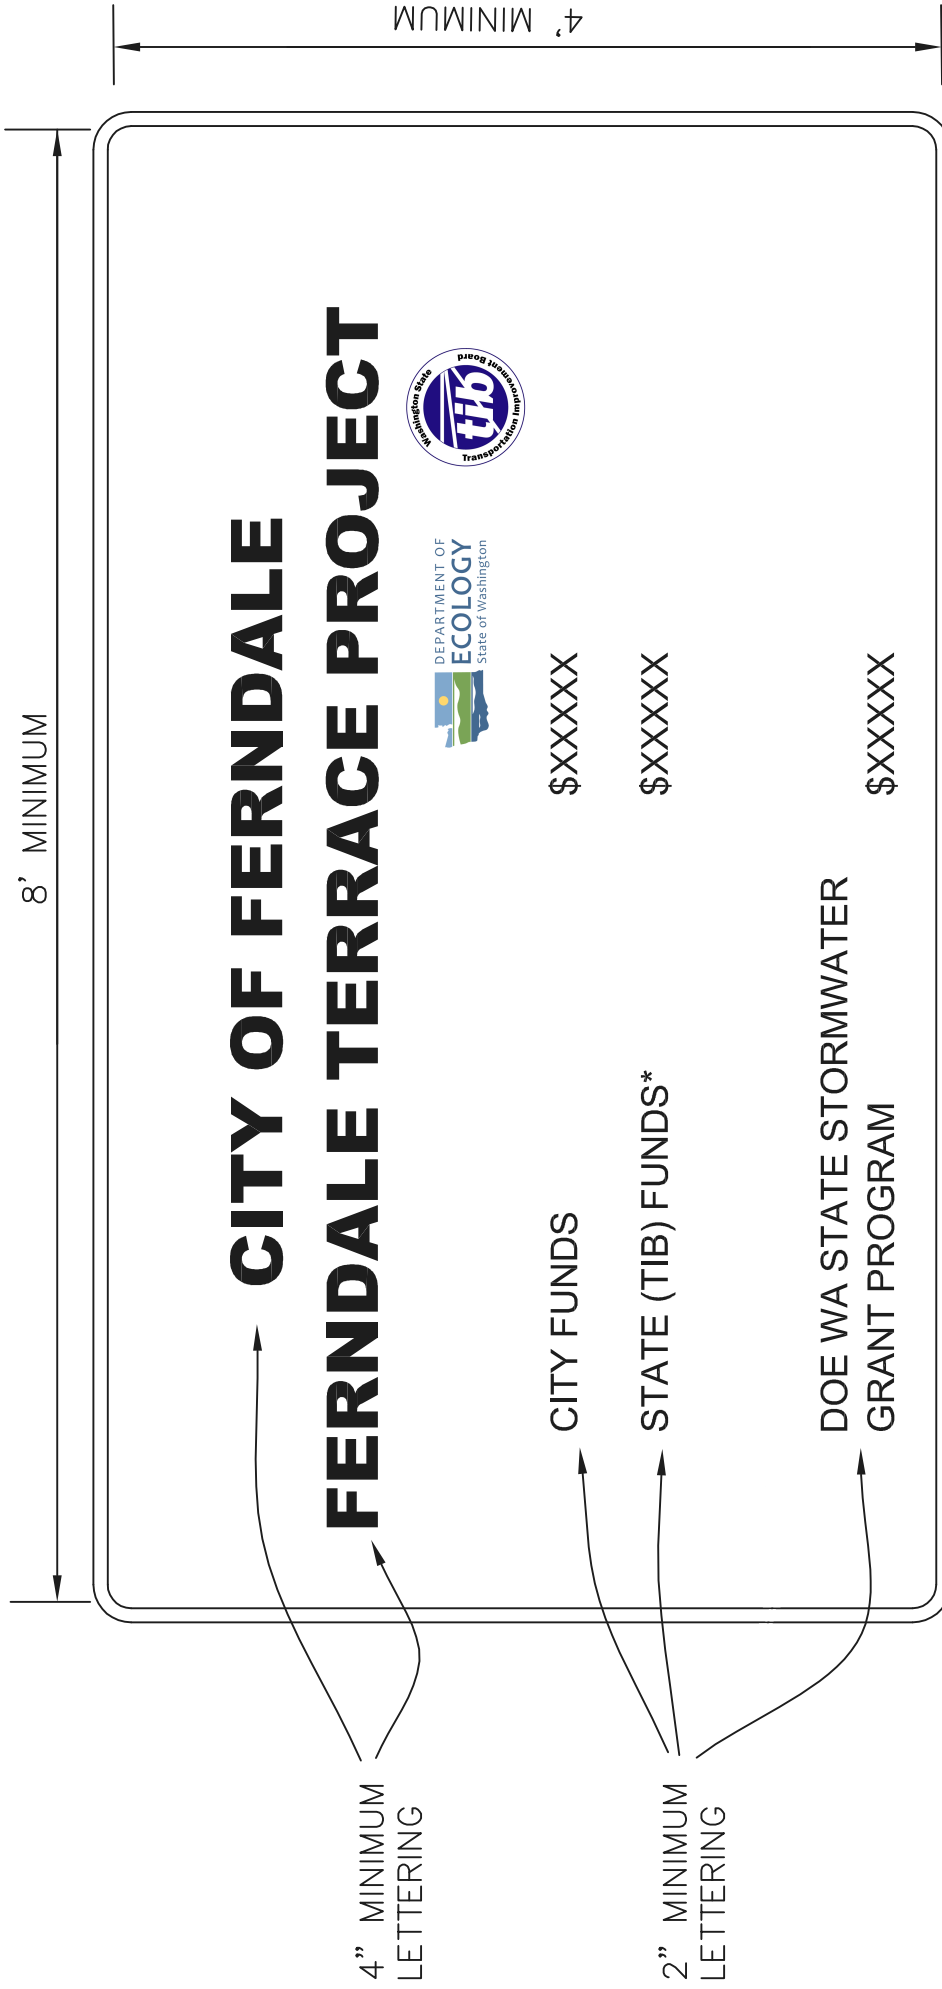 8' MINIMUM
4' MINIMUM
CITY OF FERNDALE
FERNDALE TERRACE PROJECT
DEPARTMENT OF
ECOLOGY
State of Washington
Washington State
tib
Transportation Improvement Board
CITY FUNDS $XXXXX
STATE (TIB) FUNDS* $XXXXX
DOE WA STATE STORMWATER
GRANT PROGRAM $XXXXX
4" MINIMUM
LETTERING
2" MINIMUM
LETTERING